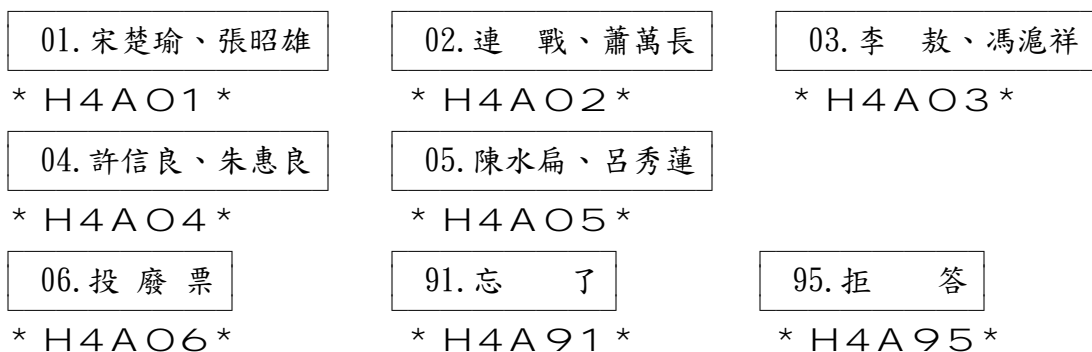 01.宋楚瑜、張昭雄 02.連 戰、蕭萬長 03.李 敖、馮滬祥
*H4A01* *H4A02* *H4A03*
04.許信良、朱惠良 05.陳水扁、呂秀蓮
*H4A04* *H4A05*
06.投 廢 票 91.忘 了 95.拒 答
*H4A06* *H4A91* *H4A95*